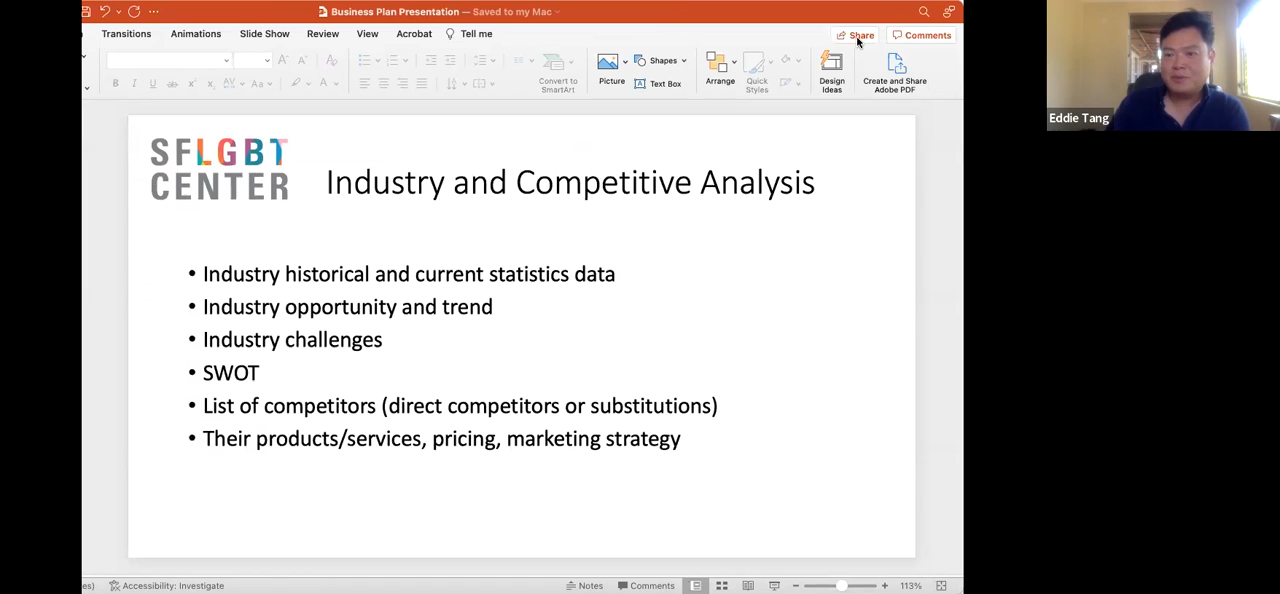 Business Plan Presentation — Saved to my Mac
Transitions Animations Slide Show Review View Acrobat Tell me
Share Comments
Convert to
SmartArt
Picture
Shapes
Text Box
Arrange
Quick
Styles
Design
Ideas
Create and Share
Adobe PDF
Eddie Tang
SFLGBT
CENTER
Industry and Competitive Analysis
• Industry historical and current statistics data
• Industry opportunity and trend
• Industry challenges
• SWOT
• List of competitors (direct competitors or substitutions)
• Their products/services, pricing, marketing strategy
Accessibility: Investigate
Notes Comments 113%